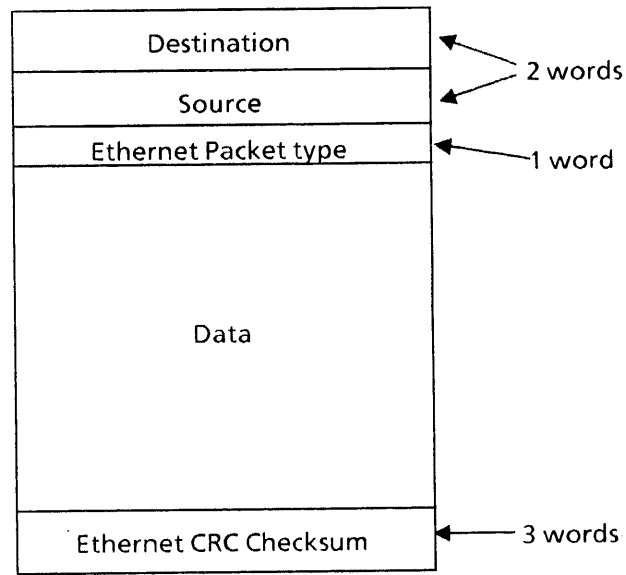 Destination
2 words
Source
Ethernet Packet type
1 word
Data
Ethernet CRC Checksum
3 words